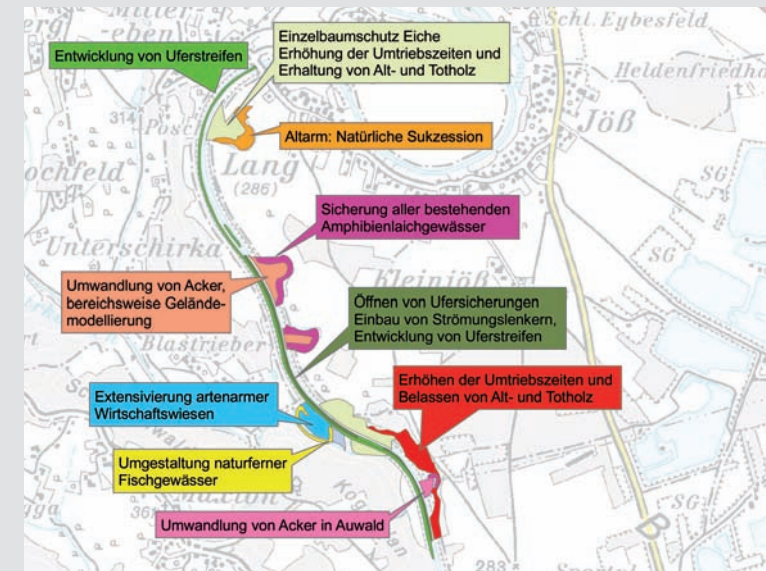 Mitter-
eben
Schl. Eybesfeld
Einzelbaumschutz Eiche
Erhöhung der Umtriebszeiten und
Erhaltung von Alt- und Totholz
Entwicklung von Uferstreifen
314
Jöß
Altarm: Natürliche Sukzession
Lang
(286)
SG
Sicherung aller bestehenden
Amphibienlaichgewässer
Unterschirka
SG
Kleinjöß
Umwandlung von Acker,
bereichsweise Gelände-
modellierung
Öffnen von Ufersicherungen
Einbau von Strömungslenkern,
Entwicklung von Uferstreifen
Blastrieber
Erhöhen der Umtriebszeiten und
Belassen von Alt- und Totholz
Extensivierung artenarmer
Wirtschaftswiesen
Umgestaltung naturferner
Fischgewässer
SG
Umwandlung von Acker in Auwald
283